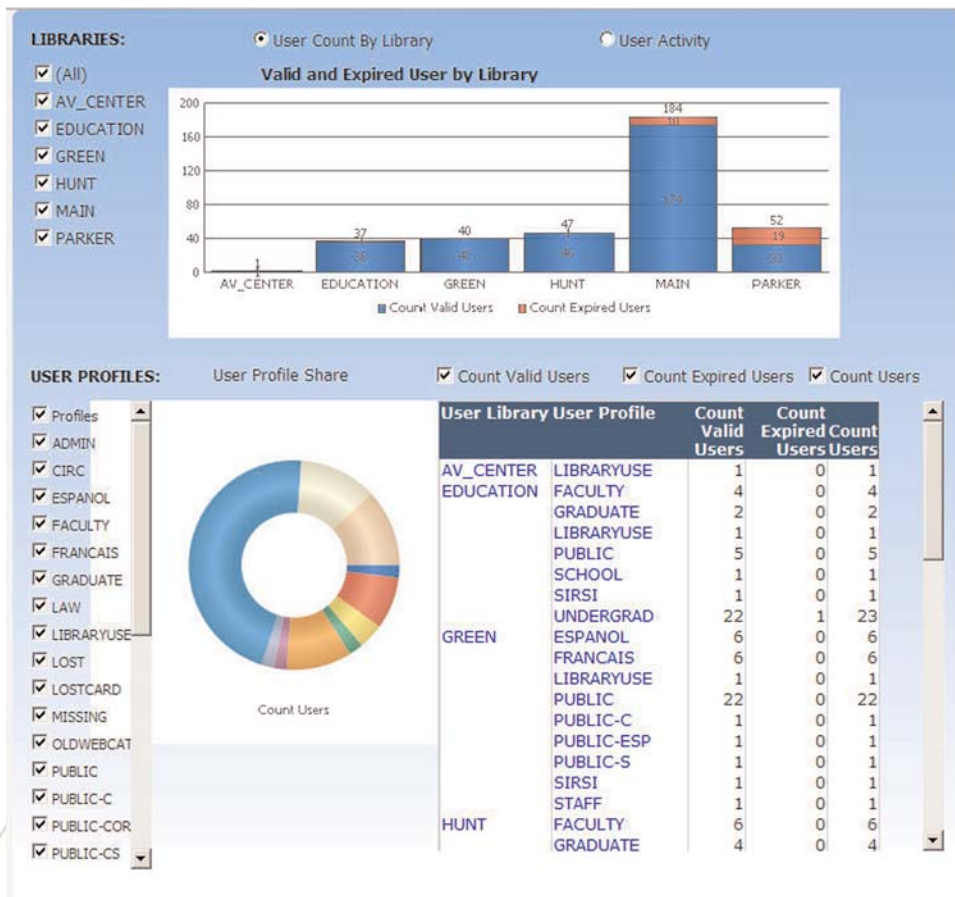 LIBRARIES:
User Count By Library
User Activity
(All)
AV_CENTER
EDUCATION
GREEN
HUNT
MAIN
PARKER
Valid and Expired User by Library
200
160
120
80
40
0
1
37
40
46
47
184
10
174
52
19
33
AV_CENTER EDUCATION GREEN HUNT MAIN PARKER
Count Valid Users Count Expired Users
USER PROFILES:
User Profile Share
Count Valid Users Count Expired Users Count Users
Profiles
ADMIN
CIRC
ESPANOL
FACULTY
FRANCAIS
GRADUATE
LAW
LIBRARYUSE
LOST
LOSTCARD
MISSING
OLDWEBCAT
PUBLIC
PUBLIC-C
PUBLIC-COR
PUBLIC-CS
Count Users
User Library User Profile Count Valid Users Count Expired Users Count Users
AV_CENTER LIBRARYUSE 1 0 1
EDUCATION FACULTY 4 0 4
GRADUATE 2 0 2
LIBRARYUSE 1 0 1
PUBLIC 5 0 5
SCHOOL 1 0 1
SIRSI 1 0 1
UNDERGRAD 22 1 23
GREEN ESPANOL 6 0 6
FRANCAIS 6 0 6
LIBRARYUSE 1 0 1
PUBLIC 22 0 22
PUBLIC-C 1 0 1
PUBLIC-ESP 1 0 1
PUBLIC-S 1 0 1
SIRSI 1 0 1
STAFF 1 0 1
HUNT FACULTY 6 0 6
GRADUATE 4 0 4